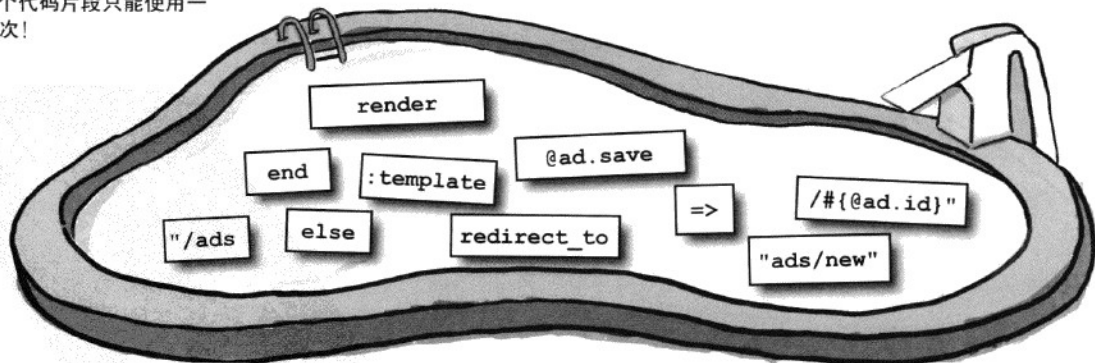 个代码片段只能使用一
次！
render
@ad.save
end
:template
=>
/#{@ad.id}"
"/ads
else
redirect_to
"ads/new"